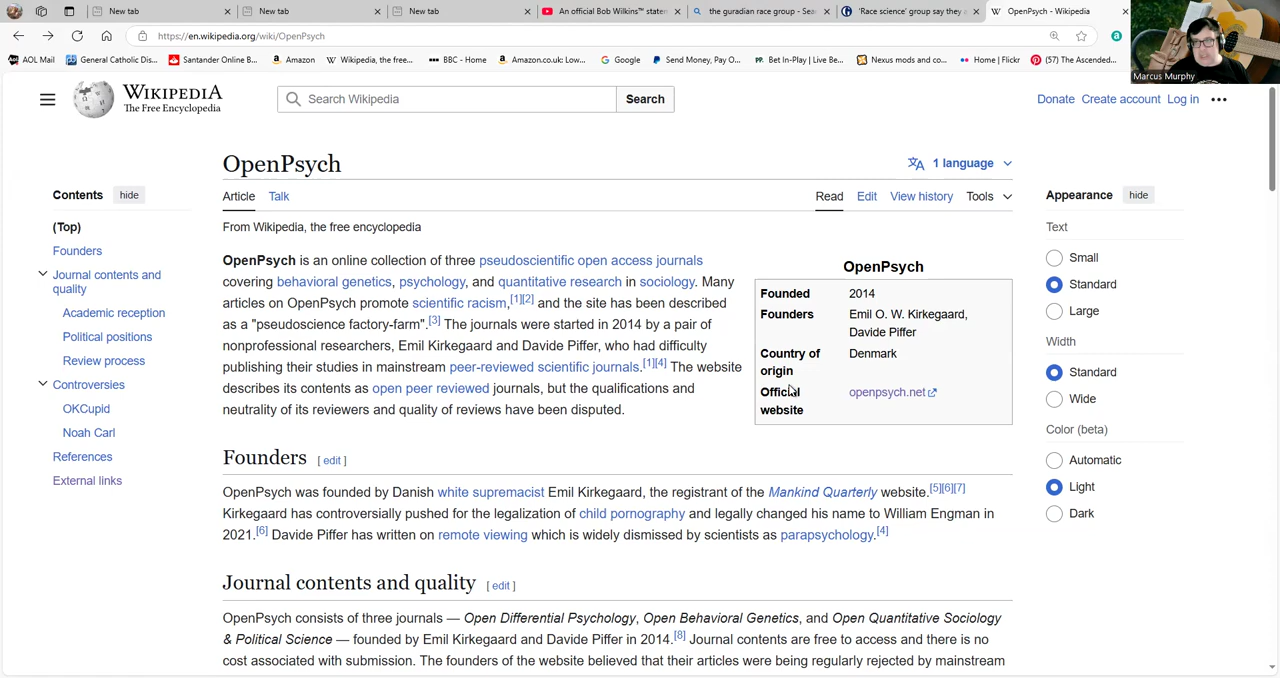 New tab
New tab
New tab
An official Bob Wilkins™ staten
the guradian race group - Sea
'Race science' group say they
OpenPsych - Wikipedia
https://en.wikipedia.org/wiki/OpenPsych
AOL Mail
General Catholic Dis...
Santander Online B...
Amazon
Wikipedia, the free...
BBC - Home
Amazon.co.uk: Low...
Google
Send Money, Pay O...
Bet In-Play | Live Be...
Nexus mods and co...
Home | Flickr
(57) The Ascended...
Marcus Murphy
WIKIPEDIA
The Free Encyclopedia
Search Wikipedia
Search
Donate Create account Log in
OpenPsych
1 language
Article Talk
Read Edit View history Tools
From Wikipedia, the free encyclopedia
Contents hide
(Top)
Founders
Journal contents and
quality
Academic reception
Political positions
Review process
Controversies
OKCupid
Noah Carl
References
External links
OpenPsych is an online collection of three pseudoscientific open access journals
covering behavioral genetics, psychology, and quantitative research in sociology. Many
articles on OpenPsych promote scientific racism,[1][2] and the site has been described
as a "pseudoscience factory-farm".[3] The journals were started in 2014 by a pair of
nonprofessional researchers, Emil Kirkegaard and Davide Piffer, who had difficulty
publishing their studies in mainstream peer-reviewed scientific journals.[1][4] The website
describes its contents as open peer reviewed journals, but the qualifications and
neutrality of its reviewers and quality of reviews have been disputed.
OpenPsych
Founded 2014
Founders Emil O. W. Kirkegaard,
Davide Piffer
Country of Denmark
origin
Official openpsych.net
website
Founders [ edit ]
OpenPsych was founded by Danish white supremacist Emil Kirkegaard, the registrant of the Mankind Quarterly website.[5][6][7]
Kirkegaard has controversially pushed for the legalization of child pornography and legally changed his name to William Engman in
2021.[6] Davide Piffer has written on remote viewing which is widely dismissed by scientists as parapsychology.[4]
Journal contents and quality [ edit ]
OpenPsych consists of three journals — Open Differential Psychology, Open Behavioral Genetics, and Open Quantitative Sociology
& Political Science — founded by Emil Kirkegaard and Davide Piffer in 2014.[8] Journal contents are free to access and there is no
cost associated with submission. The founders of the website believed that their articles were being regularly rejected by mainstream
Appearance hide
Text
Small
Standard
Large
Width
Standard
Wide
Color (beta)
Automatic
Light
Dark